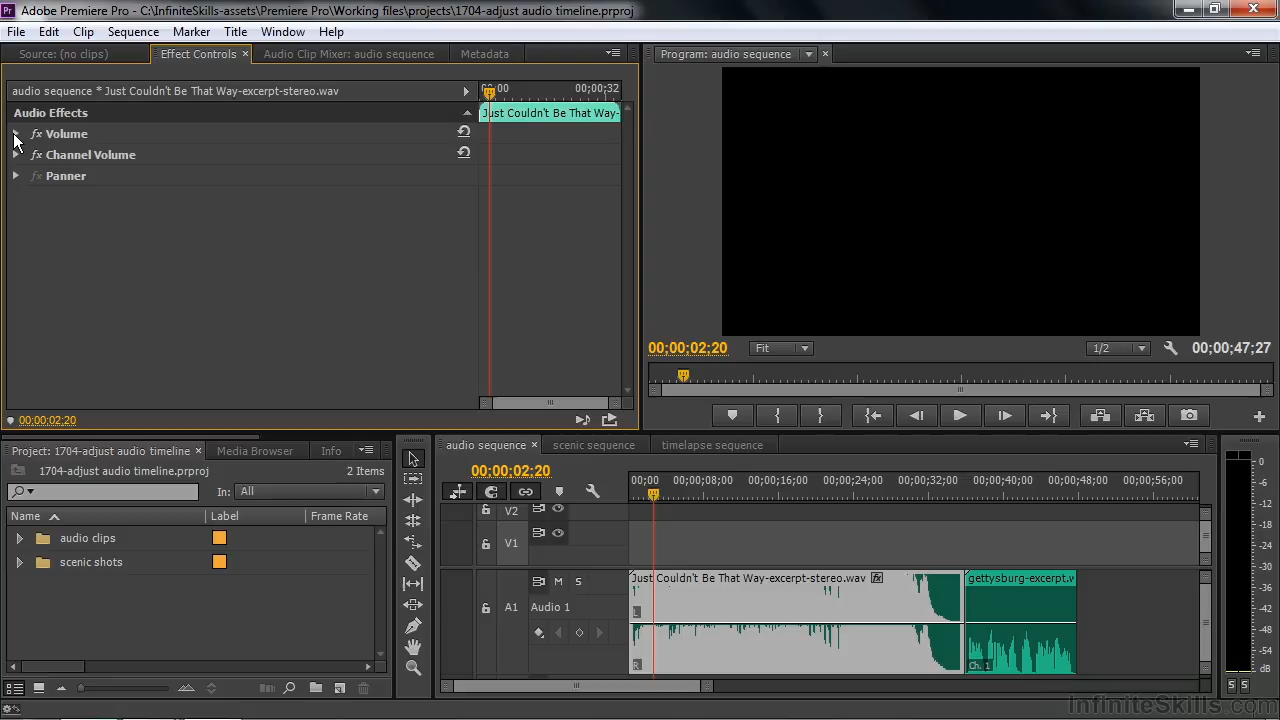 Pr Adobe Premiere Pro - C:\InfiniteSkills-assets\Premiere Pro\Working files\projects\1704-adjust audio timeline.prproj
File Edit Clip Sequence Marker Title Window Help
Source: (no clips) Effect Controls Audio Clip Mixer: audio sequence Metadata
Program: audio sequence
audio sequence * Just Couldn't Be That Way-excerpt-stereo.wav
00;00 00;00;32
Audio Effects
Just Couldn't Be That Way-
fx Volume
fx Channel Volume
fx Panner
00;00;02;20 Fit 1/2 00;00;47;27
00;00;02;20
Project: 1704-adjust audio timeline Media Browser Info
audio sequence scenic sequence timelapse sequence
1704-adjust audio timeline.prproj 2 Items
00;00;02;20
In: All
00;00 00;00;08;00 00;00;16;00 00;00;24;00 00;00;32;00 00;00;40;00 00;00;48;00 00;00;56;00
Name Label Frame Rate
audio clips
scenic shots
V2
V1
Just Couldn't Be That Way-excerpt-stereo.wav fx
gettysburg-excerpt.v
M S
A1 Audio 1
L
R
Ch. 1
0
-6
-12
-18
-24
-30
-36
-42
-48
-54
dB
S S
InfiniteSkills.com